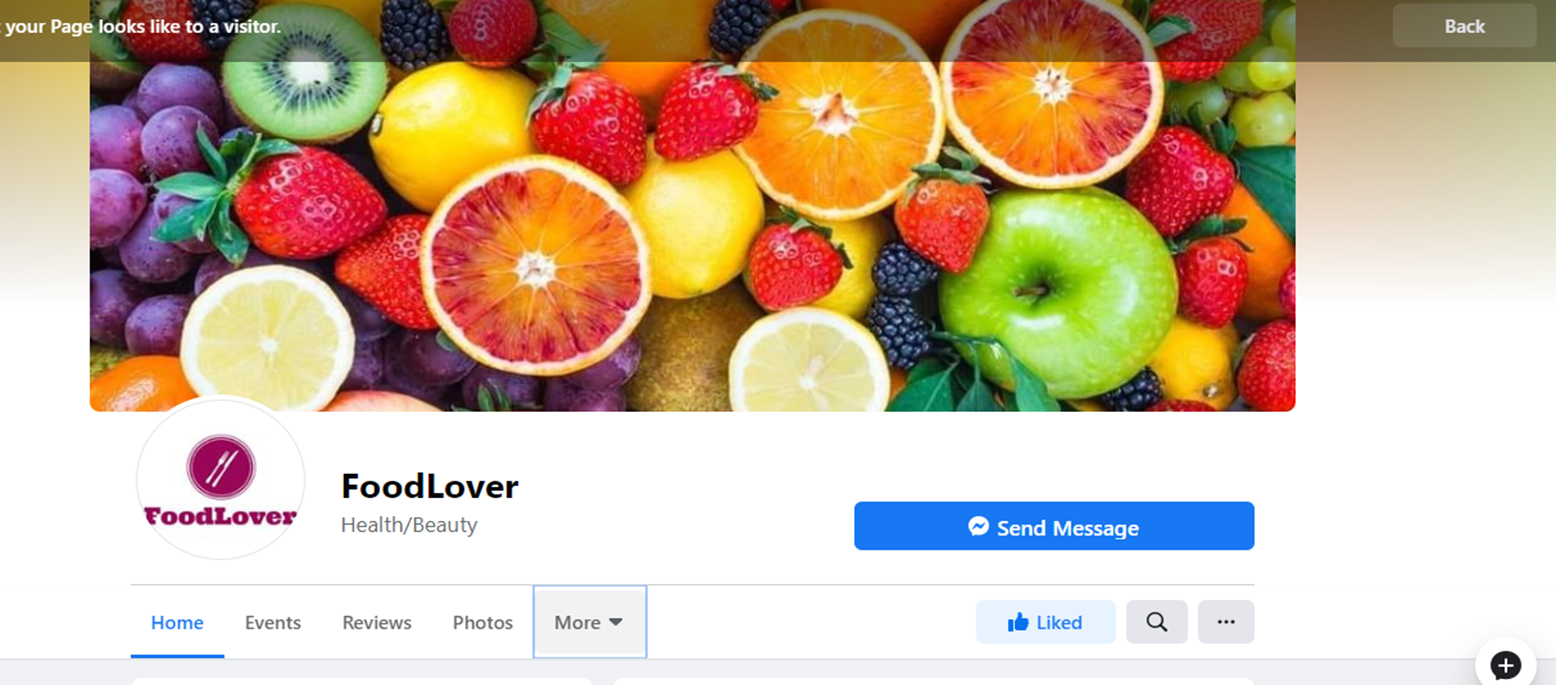 your Page looks like to a visitor.
Back
FoodLover
FoodLover
Health/Beauty
Send Message
Home
Events
Reviews
Photos
More
Liked